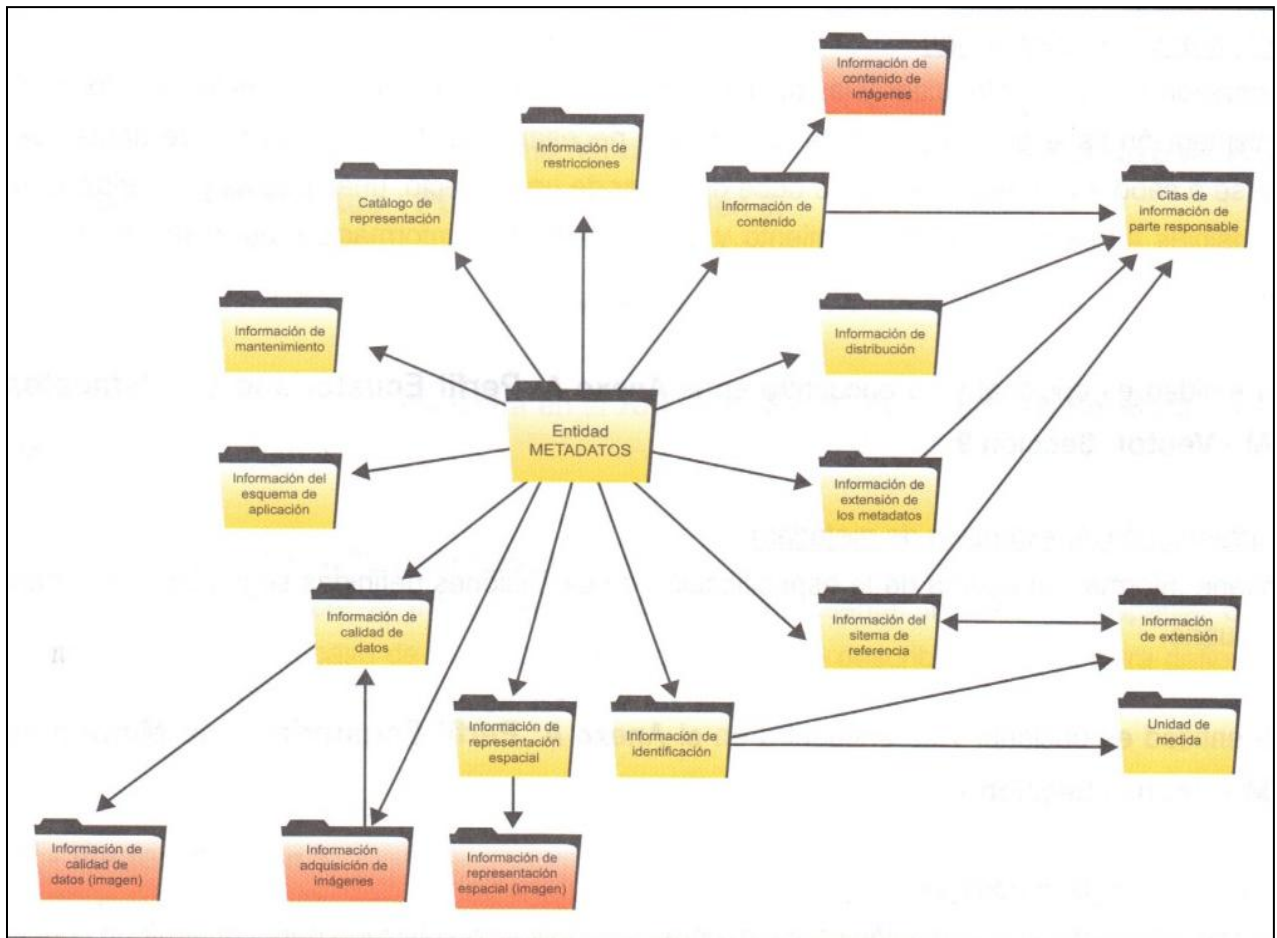 Información de
contenido de
imágenes
Información de
restricciones
Catálogo de
representación
Información de
contenido
Citas de
información de
parte responsable
Información de
mantenimiento
Información de
distribución
Entidad
METADATOS
Información del
esquema de
aplicación
Información de
extensión de
los metadatos
Información de
calidad de
datos
Información del
sitema de
referencia
Información
de extensión
Información de
representación
espacial
Información de
identificación
Unidad de
medida
Información de
calidad de
datos (imagen)
Información
adquisición de
imágenes
Información de
representación
espacial (imagen)